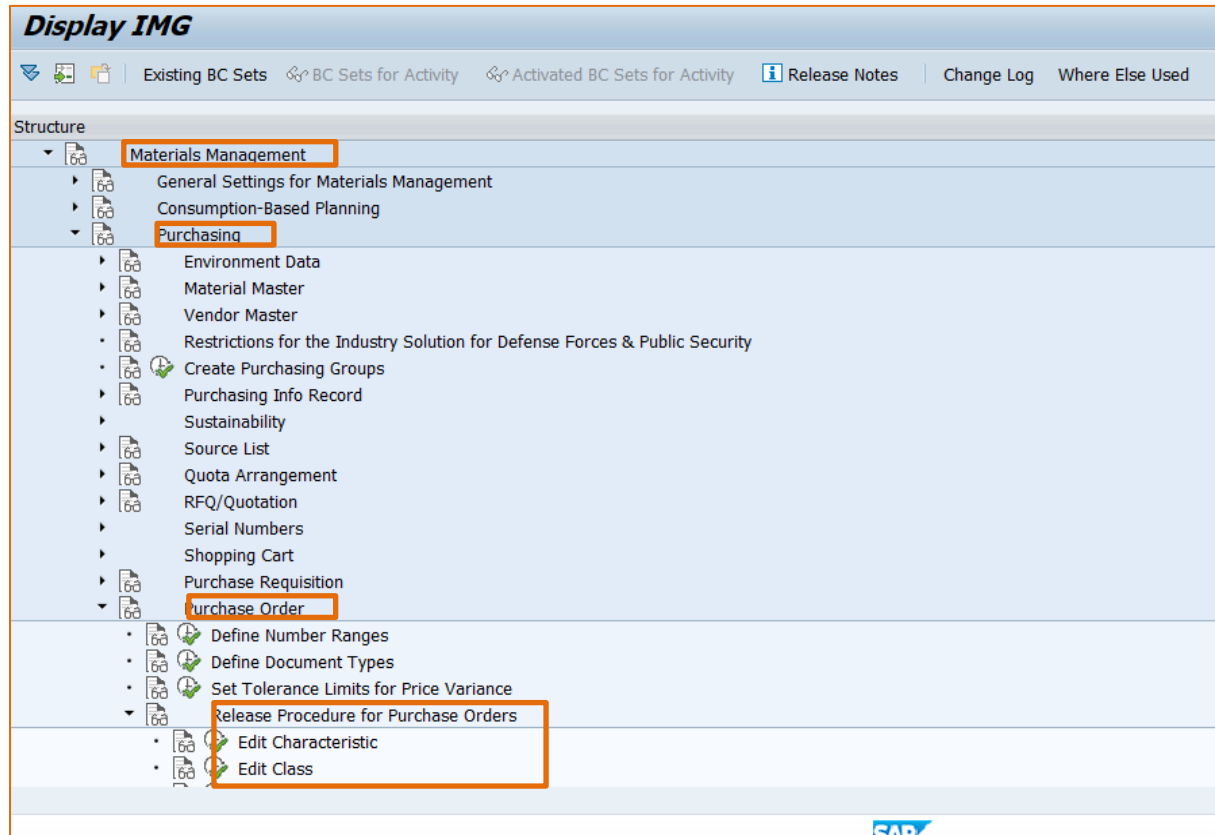 Display IMG
Existing BC Sets BC Sets for Activity Activated BC Sets for Activity Release Notes Change Log Where Else Used
Structure
Materials Management
General Settings for Materials Management
Consumption-Based Planning
Purchasing
Environment Data
Material Master
Vendor Master
Restrictions for the Industry Solution for Defense Forces & Public Security
Create Purchasing Groups
Purchasing Info Record
Sustainability
Source List
Quota Arrangement
RFQ/Quotation
Serial Numbers
Shopping Cart
Purchase Requisition
Purchase Order
Define Number Ranges
Define Document Types
Set Tolerance Limits for Price Variance
Release Procedure for Purchase Orders
Edit Characteristic
Edit Class
SAP